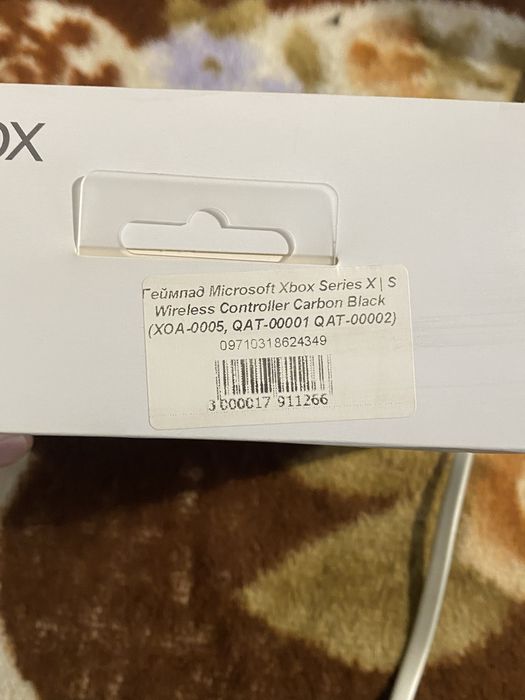 OX
Геймпад Microsoft Xbox Series X | S
Wireless Controller Carbon Black
(XOA-0005, QAT-00001 QAT-00002)
09710318624349
3 000017 911266